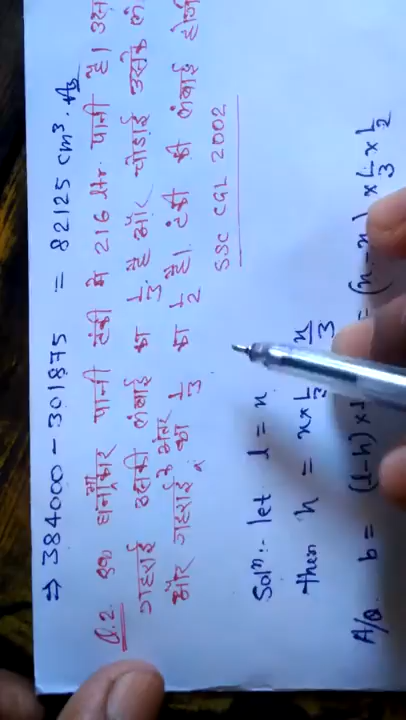 ⇒ 384000 - 301875 = 82125 cm³. Ans
Q.2. एक घनाकार पानी टंकी में 216 ltr. पानी है। उस
गहराई उसकी लंबाई का 1/3 है और चौड़ाई उसके लं.
और गहराई के अंतर का 1/3 का 1/2 है। टंकी की लंबाई हो
SSC CGL 2002
Solⁿ:- let l = x
then h = x × 1/3 x/3
A/Q. b = (l-h) × = (x - x) × 1/3 × 1/2